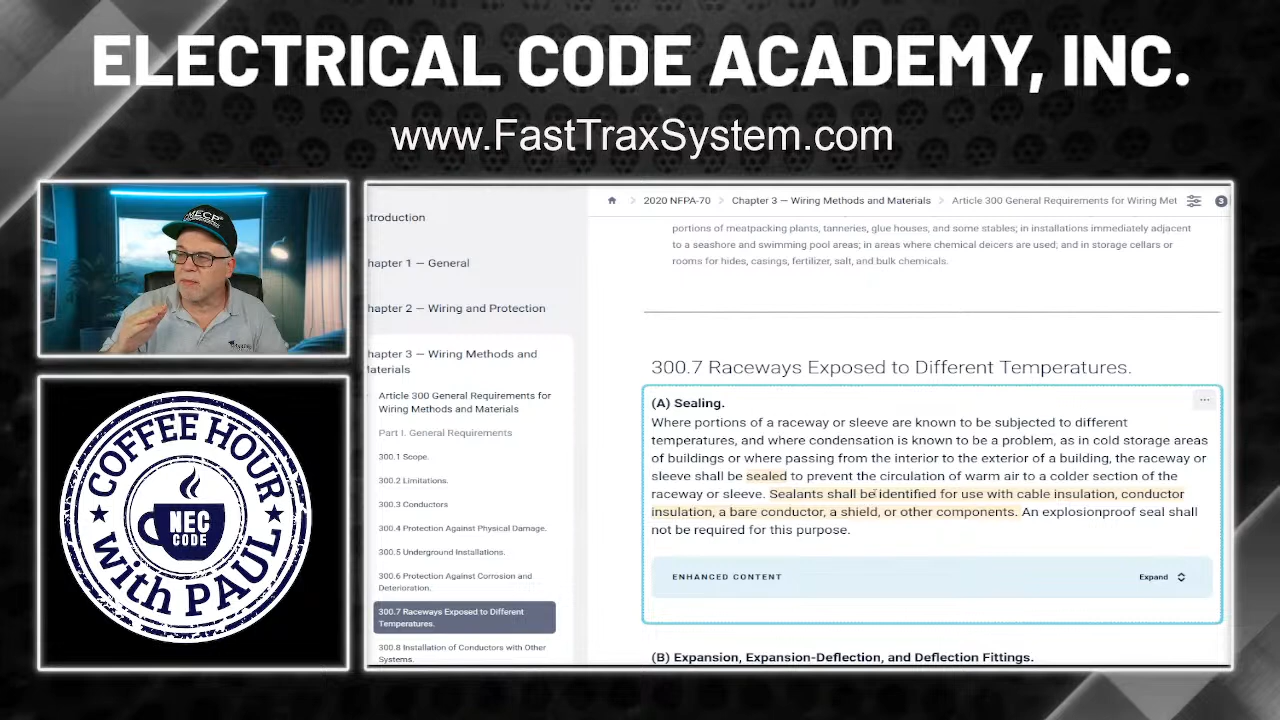 ELECTRICAL CODE ACADEMY, INC.
www.FastTraxSystem.com
CMECP
COFFEE HOUR
NEC
CODE
with PAUL
ntroduction
hapter 1 — General
hapter 2 — Wiring and Protection
hapter 3 — Wiring Methods and
aterials
Article 300 General Requirements for
Wiring Methods and Materials
Part I. General Requirements
300.1 Scope.
300.2 Limitations.
300.3 Conductors
300.4 Protection Against Physical Damage.
300.5 Underground Installations.
300.6 Protection Against Corrosion and
Deterioration.
300.7 Raceways Exposed to Different
Temperatures.
300.8 Installation of Conductors with Other
Systems.
2020 NFPA-70 > Chapter 3 — Wiring Methods and Materials > Article 300 General Requirements for Wiring Met
3
portions of meatpacking plants, tanneries, glue houses, and some stables; in installations immediately adjacent
to a seashore and swimming pool areas; in areas where chemical deicers are used; and in storage cellars or
rooms for hides, casings, fertilizer, salt, and bulk chemicals.
300.7 Raceways Exposed to Different Temperatures.
(A) Sealing.
Where portions of a raceway or sleeve are known to be subjected to different
temperatures, and where condensation is known to be a problem, as in cold storage areas
of buildings or where passing from the interior to the exterior of a building, the raceway or
sleeve shall be sealed to prevent the circulation of warm air to a colder section of the
raceway or sleeve. Sealants shall be identified for use with cable insulation, conductor
insulation, a bare conductor, a shield, or other components. An explosionproof seal shall
not be required for this purpose.
ENHANCED CONTENT
Expand
(B) Expansion, Expansion-Deflection, and Deflection Fittings.